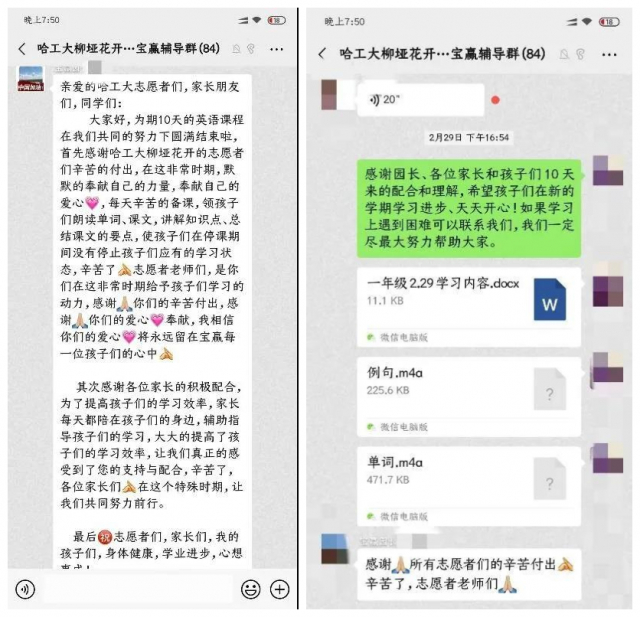 晚上7:50
18
哈工大柳垭花开…宝赢辅导群(84)
中国加油
亲爱的哈工大志愿者们，家长朋友
们，同学们：
大家好，为期10天的英语课程
在我们共同的努力下圆满结束啦，
首先感谢哈工大柳垭花开的志愿者
们辛苦的付出，在这非常时期，默
默的奉献自己的力量，奉献自己的
爱心💗，每天辛苦的备课，领孩子
们朗读单词、课文，讲解知识点、总
结课文的要点，使孩子们在停课期
间没有停止孩子们应有的学习状
态，辛苦了🙏志愿者老师们，是你
们在这非常时期给予孩子们学习的
动力，感谢🙏你们的辛苦付出，感
谢🙏你们的爱心💗奉献，我相信
你们的爱心💗将永远留在宝赢每
一位孩子们的心中🙏
其次感谢各位家长的积极配合，
为了提高孩子们的学习效率，家长
每天都陪在孩子们的身边，辅助指
导孩子们的学习，大大的提高了孩
子们的学习效率，让我们真正的感
受到了您的支持与配合，辛苦了，
各位家长们🙏在这个特殊时期，让
我们共同努力前行。
最后㊗志愿者们，家长们，我的
孩子们，身体健康，学业进步，心想
事成！
晚上7:50
18
哈工大柳垭花开…宝赢辅导群(84)
20"
2月29日 下午16:54
感谢园长、各位家长和孩子们10天
来的配合和理解，希望孩子们在新的
学期学习进步、天天开心！如果学习
上遇到困难可以联系我们，我们一定
尽最大努力帮助大家。
一年级2.29学习内容.docx
11.1 KB
W
微信电脑版
例句.m4a
225.6 KB
?
微信电脑版
单词.m4a
471.7 KB
?
微信电脑版
感谢🙏所有志愿者们的辛苦付出🙏
辛苦了，志愿者老师们🙏